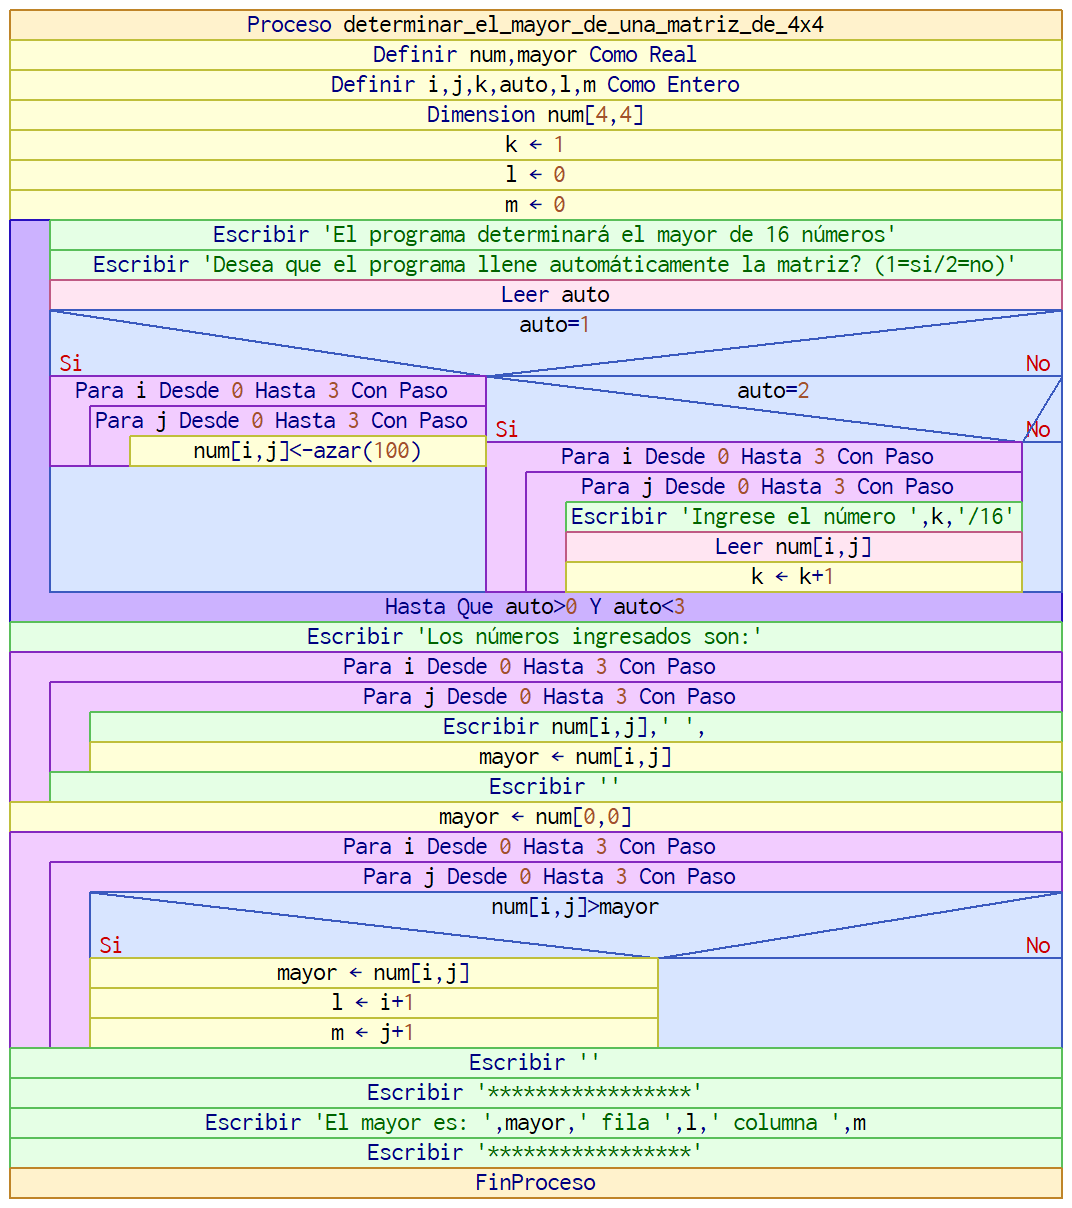 Proceso determinar_el_mayor_de_una_matriz_de_4x4
Definir num,mayor Como Real
Definir i,j,k,auto,l,m Como Entero
Dimension num[4,4]
k ← 1
l ← 0
m ← 0
Escribir 'El programa determinará el mayor de 16 números'
Escribir 'Desea que el programa llene automáticamente la matriz? (1=si/2=no)'
Leer auto
auto=1
Si
No
Para i Desde 0 Hasta 3 Con Paso
Para j Desde 0 Hasta 3 Con Paso
num[i,j]<-azar(100)
auto=2
Si
No
Para i Desde 0 Hasta 3 Con Paso
Para j Desde 0 Hasta 3 Con Paso
Escribir 'Ingrese el número ',k,'/16'
Leer num[i,j]
k ← k+1
Hasta Que auto>0 Y auto<3
Escribir 'Los números ingresados son:'
Para i Desde 0 Hasta 3 Con Paso
Para j Desde 0 Hasta 3 Con Paso
Escribir num[i,j],' ',
mayor ← num[i,j]
Escribir ''
mayor ← num[0,0]
Para i Desde 0 Hasta 3 Con Paso
Para j Desde 0 Hasta 3 Con Paso
num[i,j]>mayor
Si
No
mayor ← num[i,j]
l ← i+1
m ← j+1
Escribir ''
Escribir '*****************'
Escribir 'El mayor es: ',mayor,' fila ',l,' columna ',m
Escribir '*****************'
FinProceso